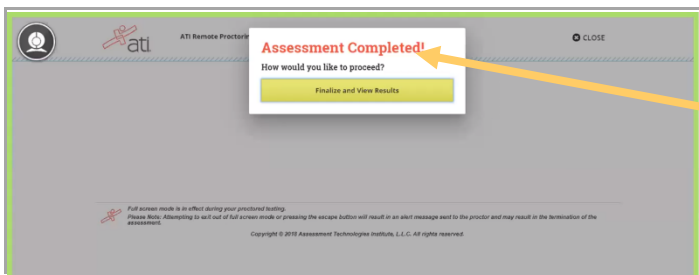 ati
ATI Remote Proctorin
CLOSE
Assessment Completed!
How would you like to proceed?
Finalize and View Results
Full screen mode is in effect during your proctored testing.
Please Note: Attempting to exit out of full screen mode or pressing the escape button will result in an alert message sent to the proctor and may result in the termination of the
assessment.
Copyright © 2015 Assessment Technologies Institute, L.L.C. All rights reserved.